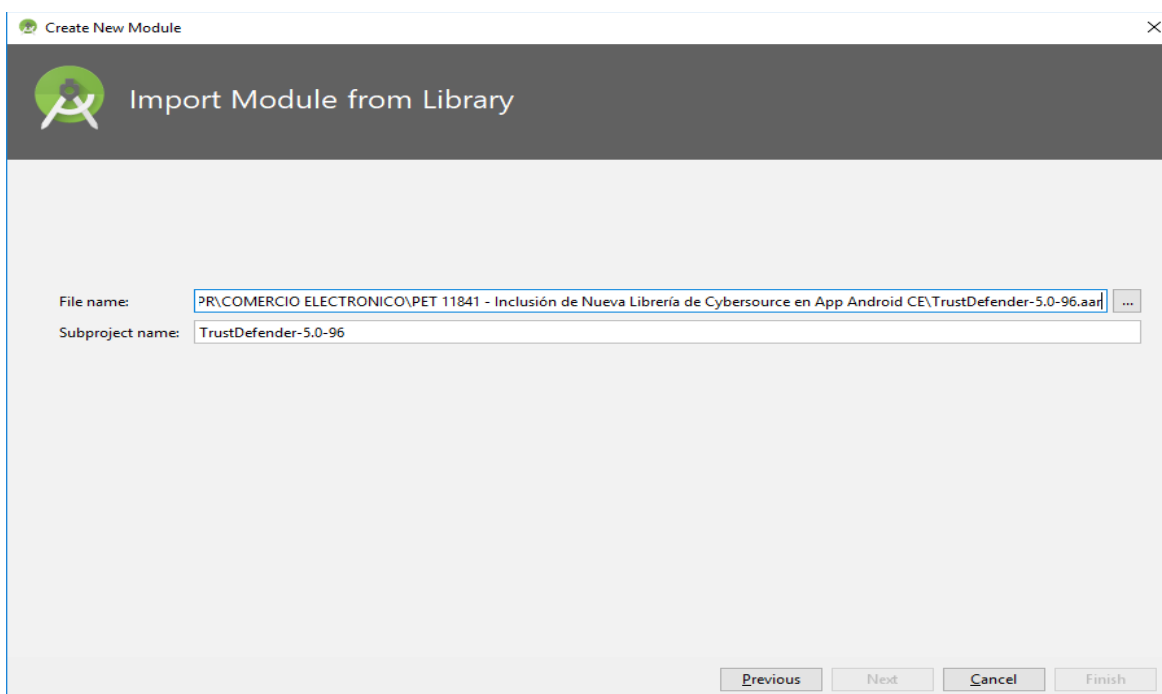 Create New Module
Import Module from Library
File name: PR\COMERCIO ELECTRONICO\PET 11841 - Inclusión de Nueva Librería de Cybersource en App Android CE\TrustDefender-5.0-96.aar ...
Subproject name: TrustDefender-5.0-96
Previous Next Cancel Finish